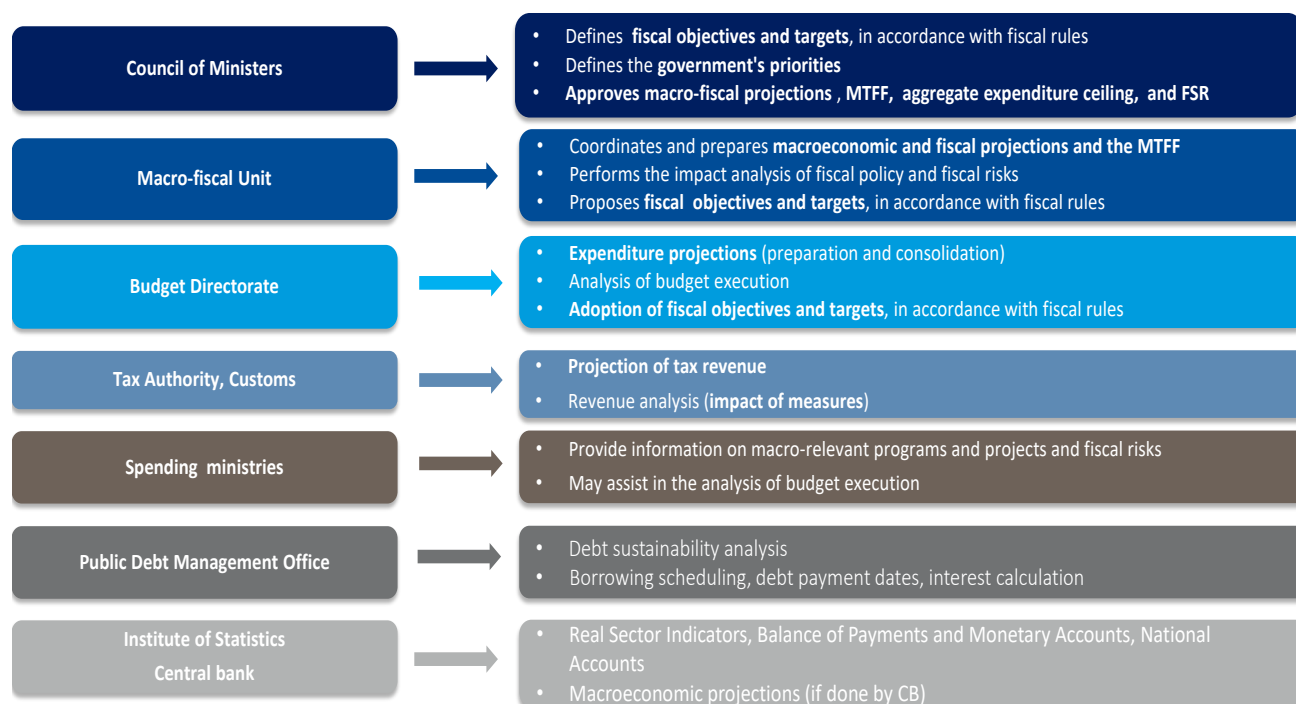 Council of Ministers
• Defines fiscal objectives and targets, in accordance with fiscal rules
• Defines the government's priorities
• Approves macro-fiscal projections , MTFF, aggregate expenditure ceiling, and FSR
Macro-fiscal Unit
• Coordinates and prepares macroeconomic and fiscal projections and the MTFF
• Performs the impact analysis of fiscal policy and fiscal risks
• Proposes fiscal objectives and targets, in accordance with fiscal rules
Budget Directorate
• Expenditure projections (preparation and consolidation)
• Analysis of budget execution
• Adoption of fiscal objectives and targets, in accordance with fiscal rules
Tax Authority, Customs
• Projection of tax revenue
• Revenue analysis (impact of measures)
Spending ministries
• Provide information on macro-relevant programs and projects and fiscal risks
• May assist in the analysis of budget execution
Public Debt Management Office
• Debt sustainability analysis
• Borrowing scheduling, debt payment dates, interest calculation
Institute of Statistics
Central bank
• Real Sector Indicators, Balance of Payments and Monetary Accounts, National
Accounts
• Macroeconomic projections (if done by CB)